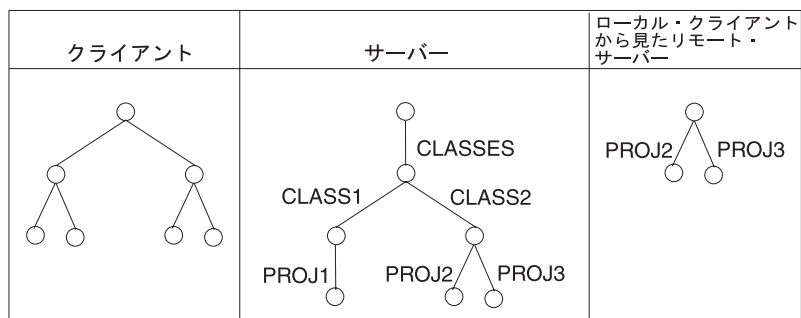 クライアント
サーバー
ローカル・クライアント
から見たリモート・
サーバー
CLASSES
CLASS1
CLASS2
PROJ1
PROJ2
PROJ3
PROJ2
PROJ3